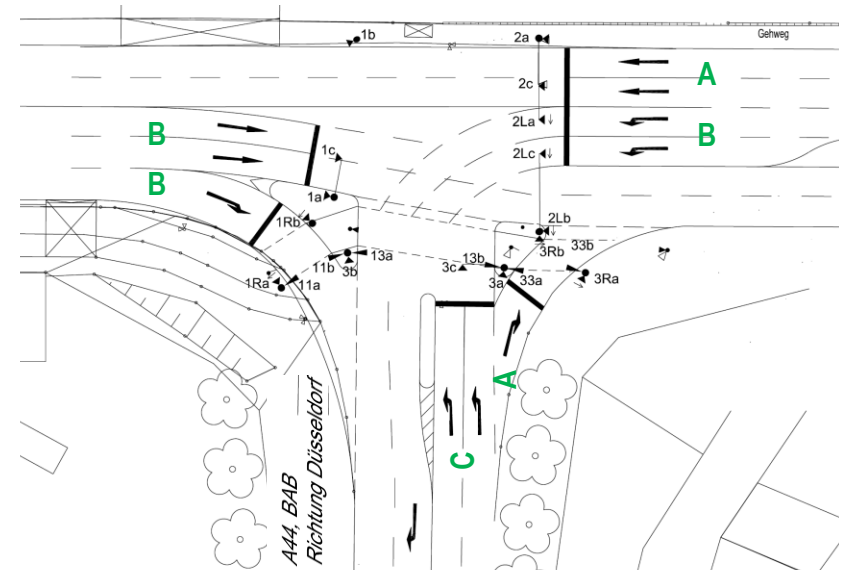 1b
2a
Gehweg
A
2c
2La
B
B
1c
2Lc
B
1a
1Rb
2Lb
33b
3Rb
13a
13b
11b
3b
3c
3a
33a
3Ra
1Ra
11a
A
C
A44, BAB
Richtung Düsseldorf